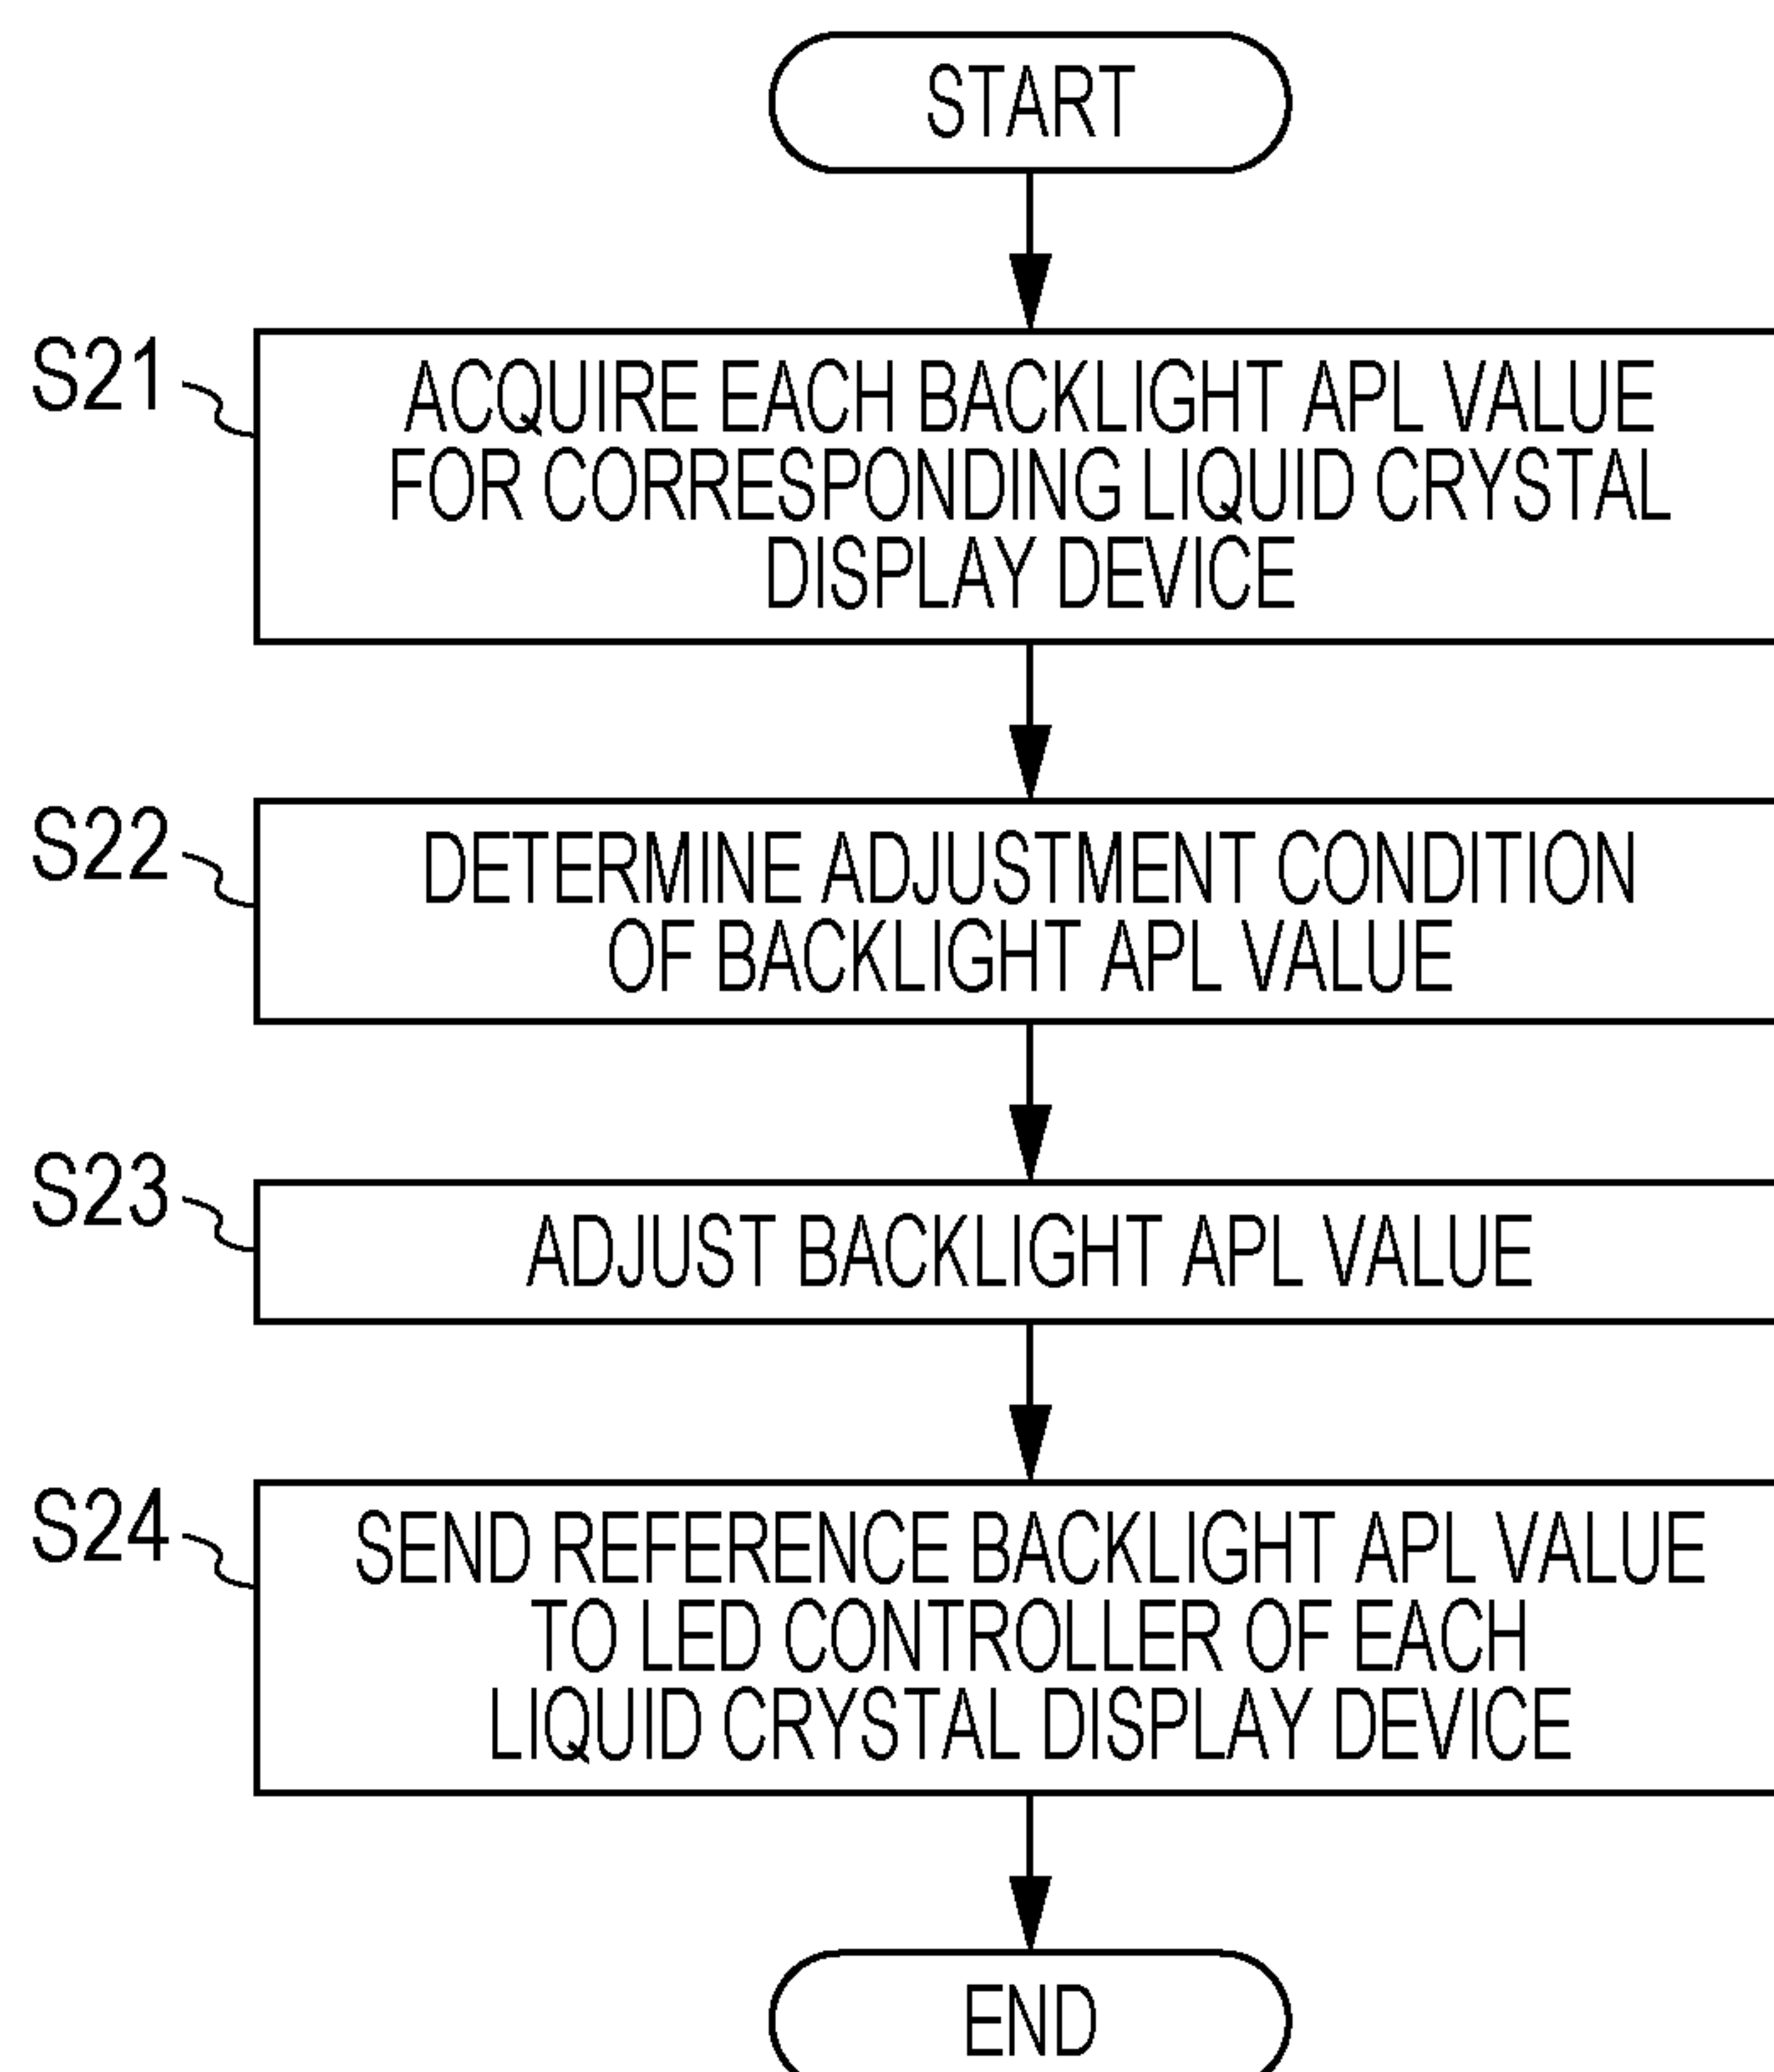 START
S21
ACQUIRE EACH BACKLIGHT APL VALUE
FOR CORRESPONDING LIQUID CRYSTAL
DISPLAY DEVICE
S22
DETERMINE ADJUSTMENT CONDITION
OF BACKLIGHT APL VALUE
S23
ADJUST BACKLIGHT APL VALUE
S24
SEND REFERENCE BACKLIGHT APL VALUE
TO LED CONTROLLER OF EACH
LIQUID CRYSTAL DISPLAY DEVICE
END